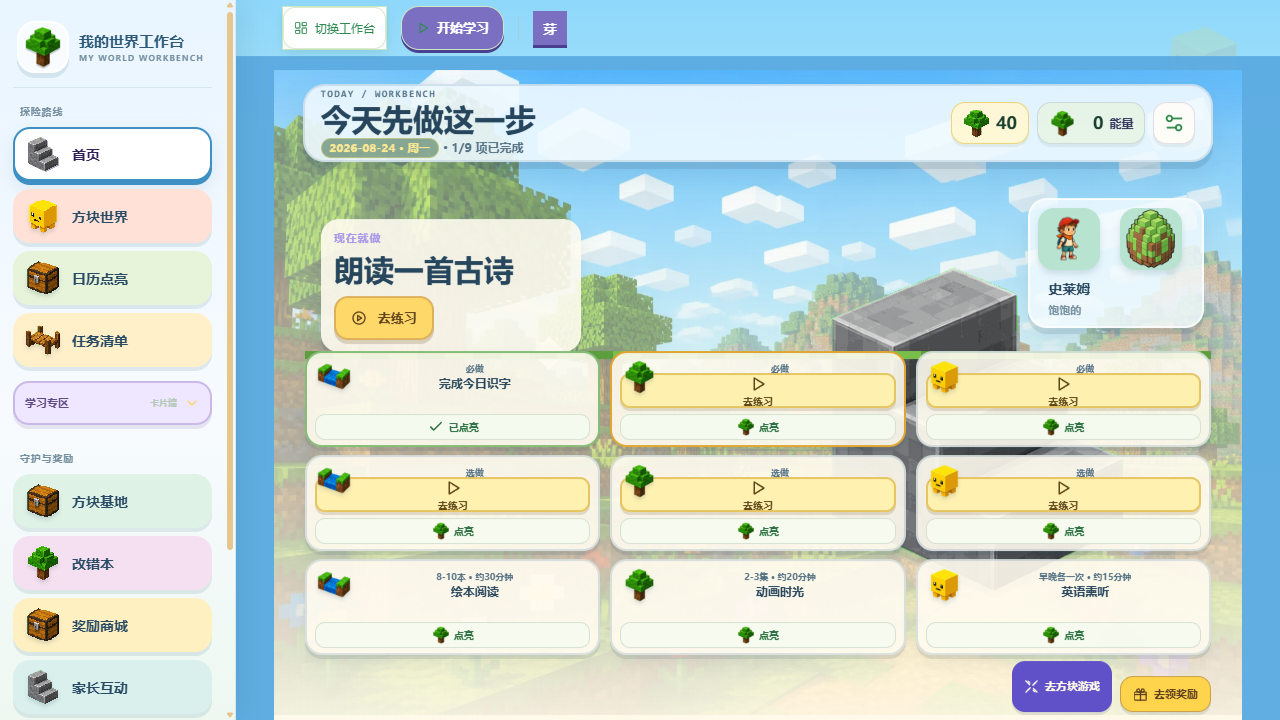 我的世界工作台
MY WORLD WORKBENCH
探险路线
首页
方块世界
日历点亮
任务清单
学习专区
卡片篇
守护与奖励
方块基地
改错本
奖励商城
家长互动
切换工作台
开始学习
芽
TODAY / WORKBENCH
今天先做这一步
2026-08-24 • 周一 • 1/9 项已完成
40
0 能量
现在就做
朗读一首古诗
去练习
史莱姆
饱饱的
必做
完成今日识字
已点亮
必做
去练习
点亮
必做
去练习
点亮
选做
去练习
点亮
选做
去练习
点亮
选做
去练习
点亮
8-10本 • 约30分钟
绘本阅读
点亮
2-3集 • 约20分钟
动画时光
点亮
早晚各一次 • 约15分钟
英语熏听
点亮
去方块游戏
去领奖励